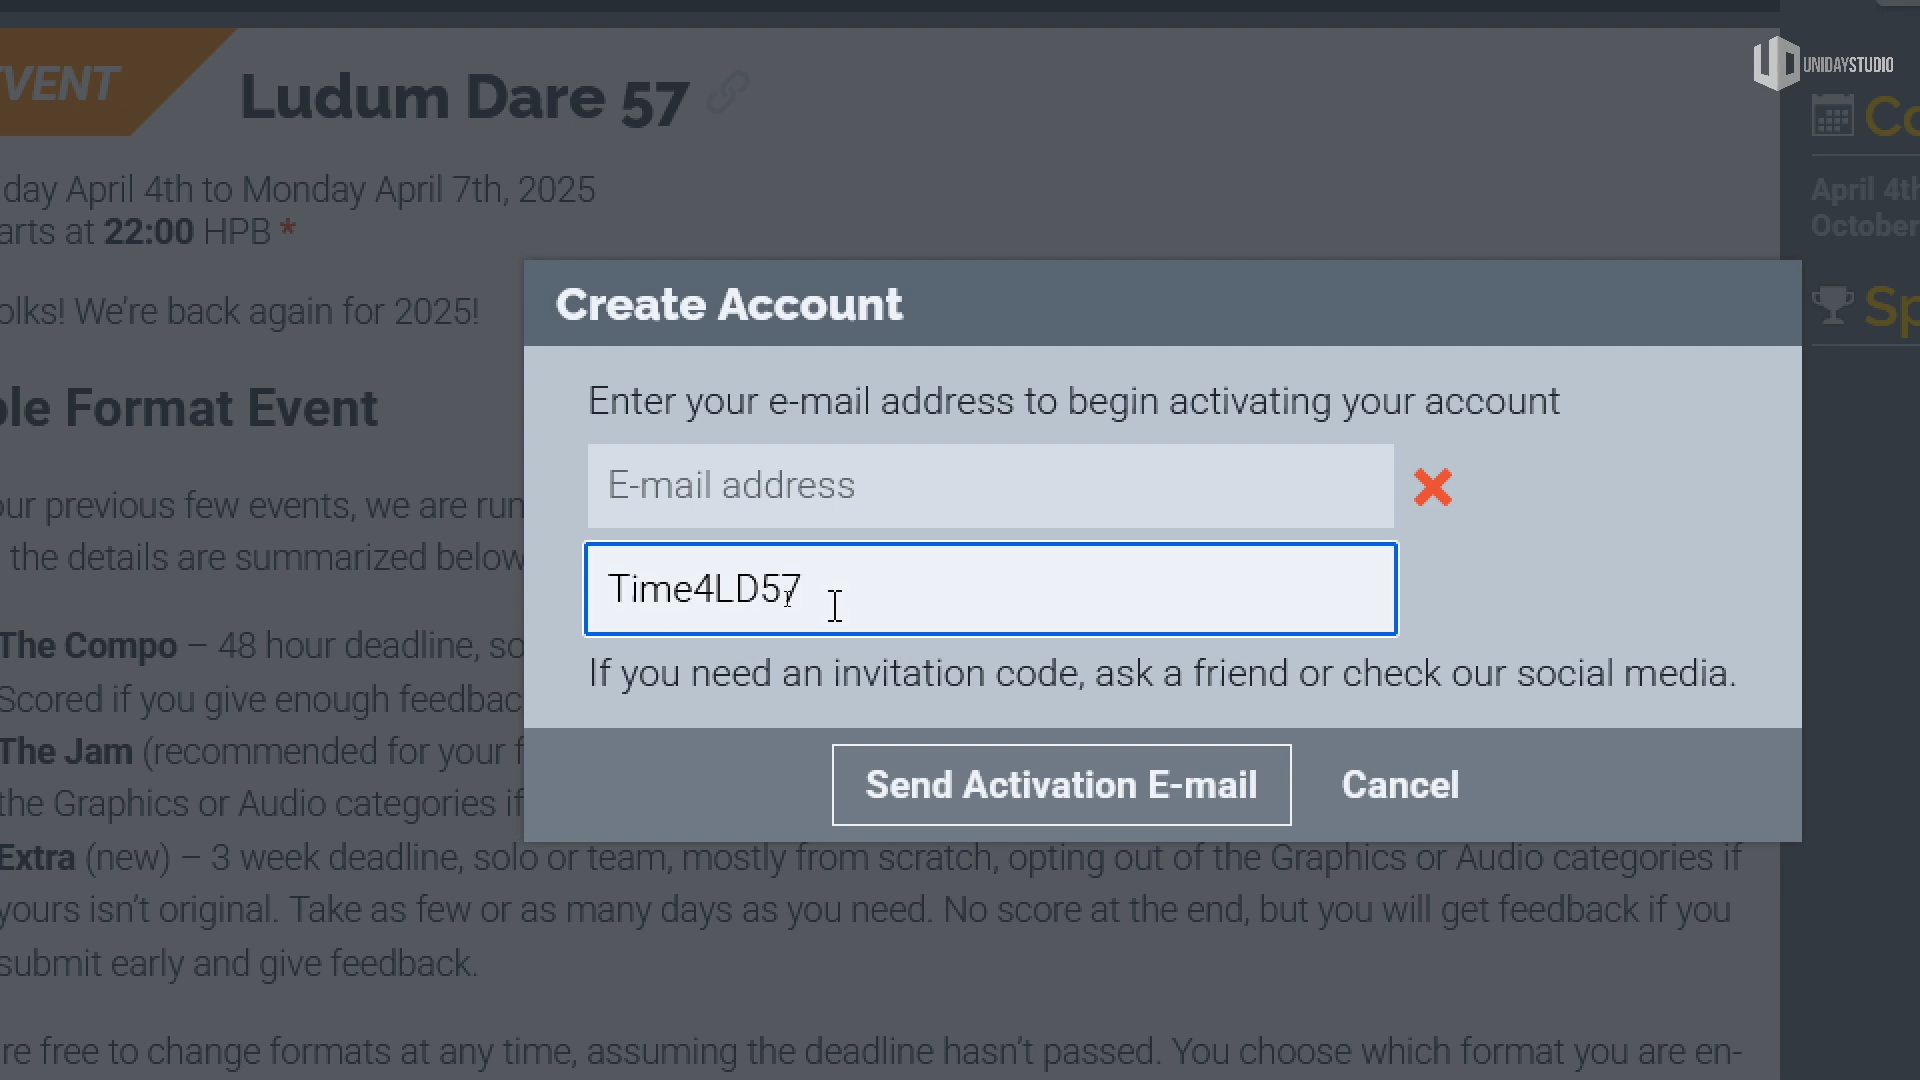 EVENT
Ludum Dare 57
UNIDAYSTUDIO
Co
day April 4th to Monday April 7th, 2025
April 4th
arts at 22:00 HPB *
October
olks! We're back again for 2025!
Create Account
Sp
Enter your e-mail address to begin activating your account
ple Format Event
E-mail address
our previous few events, we are run
the details are summarized below
Time4LD57
The Compo – 48 hour deadline, so
If you need an invitation code, ask a friend or check our social media.
Scored if you give enough feedbac
The Jam (recommended for your f
Send Activation E-mail
Cancel
the Graphics or Audio categories if
Extra (new) – 3 week deadline, solo or team, mostly from scratch, opting out of the Graphics or Audio categories if
yours isn't original. Take as few or as many days as you need. No score at the end, but you will get feedback if you
submit early and give feedback.
re free to change formats at any time, assuming the deadline hasn't passed. You choose which format you are en-